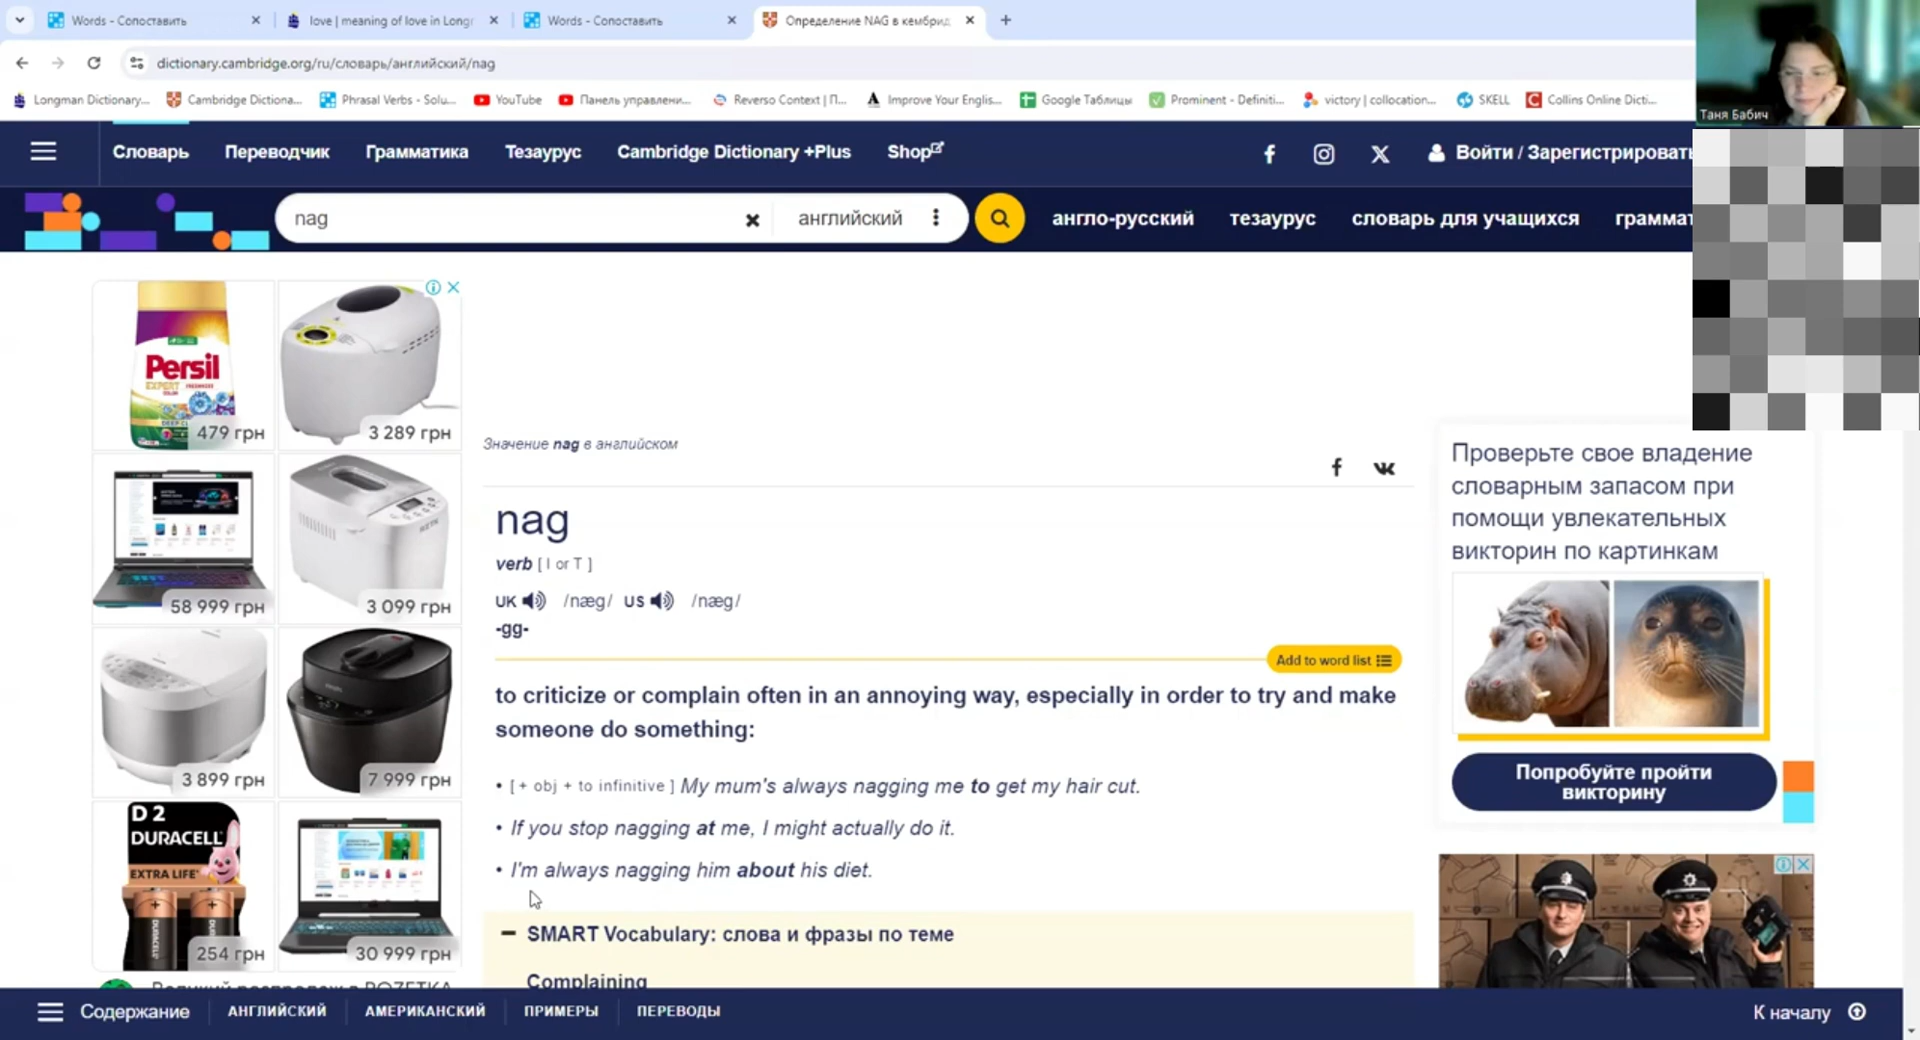 Words - Сопоставить
love | meaning of love in Longr
Words - Сопоставить
Определение NAG в кембрид
dictionary.cambridge.org/ru/словарь/английский/nag
Longman Dictionary...
Cambridge Dictiona...
Phrasal Verbs - Solu...
YouTube
Панель управлени...
Reverso Context | П...
Improve Your Englis...
Google Таблицы
Prominent - Definiti...
victory | collocation...
SKELL
Collins Online Dicti...
Таня Бабич
Словарь
Переводчик
Грамматика
Тезаурус
Cambridge Dictionary +Plus
Shop
Войти / Зарегистрировать
nag
английский
англо-русский
тезаурус
словарь для учащихся
граммат
Persil
EXPERT
479 грн
3 289 грн
58 999 грн
3 099 грн
3 899 грн
7 999 грн
D 2
DURACELL
EXTRA LIFE
254 грн
30 999 грн
Великий розпродаж в ROZETKA
Значение nag в английском
nag
verb [ I or T ]
UK /næg/ US /næg/
-gg-
Add to word list
to criticize or complain often in an annoying way, especially in order to try and make
someone do something:
• [ + obj + to infinitive ] My mum's always nagging me to get my hair cut.
• If you stop nagging at me, I might actually do it.
• I'm always nagging him about his diet.
SMART Vocabulary: слова и фразы по теме
Complaining
Проверьте свое владение
словарным запасом при
помощи увлекательных
викторин по картинкам
Попробуйте пройти
викторину
Содержание
АНГЛИЙСКИЙ
АМЕРИКАНСКИЙ
ПРИМЕРЫ
ПЕРЕВОДЫ
К началу